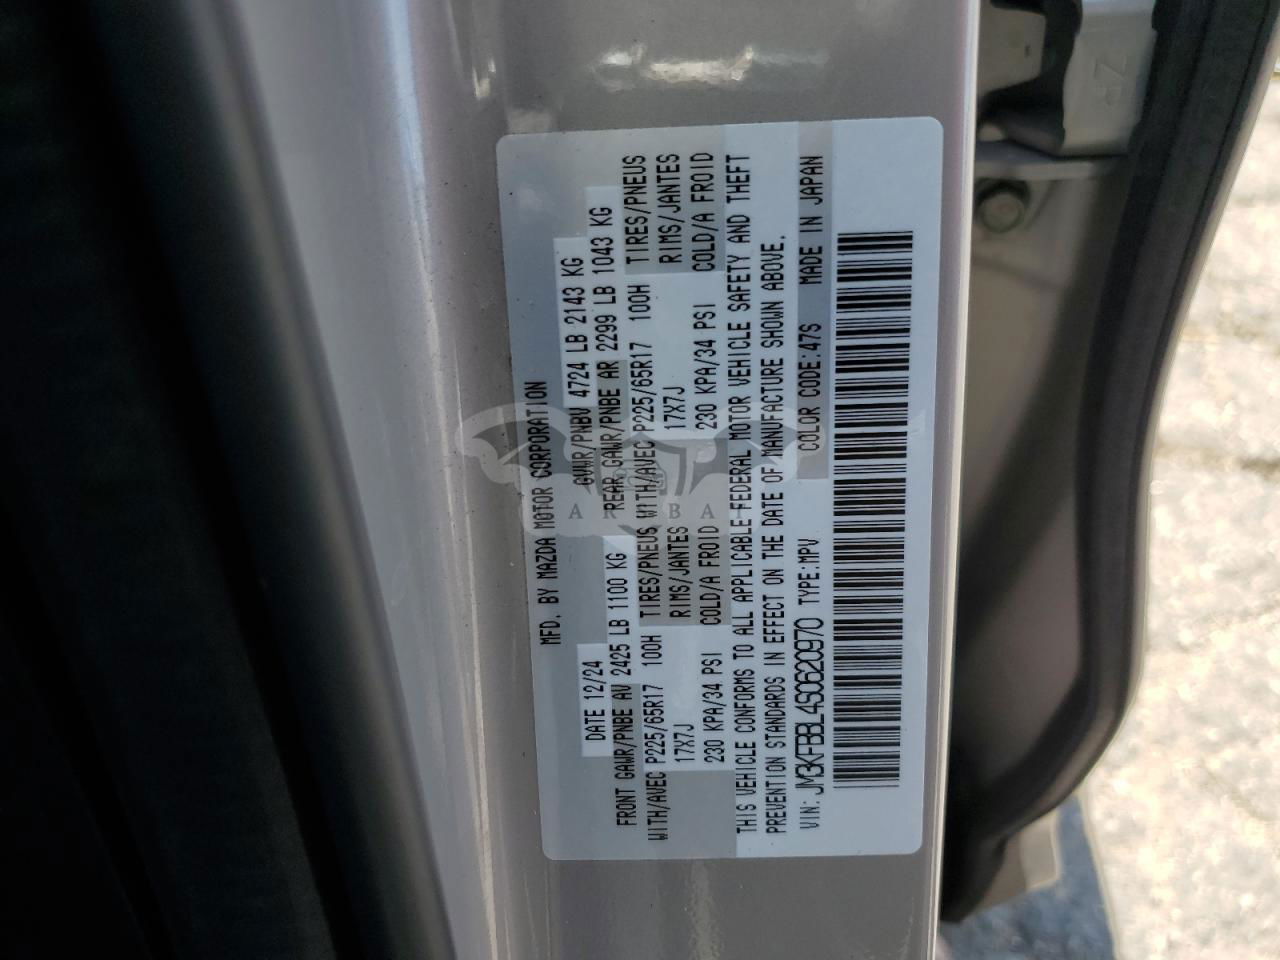 MFD. BY MAZDA MOTOR CORPORATION
DATE 12/24 GVWR/PNBV 4724 LB 2143 KG
FRONT GAWR/PNBE AV 2425 LB 1100 KG REAR GAWR/PNBE AR 2299 LB 1043 KG
WITH/AVEC P225/65R17 100H TIRES/PNEUS WITH/AVEC P225/65R17 100H TIRES/PNEUS
17X7J RIMS/JANTES 17X7J RIMS/JANTES
230 KPA/34 PSI COLD/A FROID 230 KPA/34 PSI COLD/A FROID
THIS VEHICLE CONFORMS TO ALL APPLICABLE FEDERAL MOTOR VEHICLE SAFETY AND THEFT
PREVENTION STANDARDS IN EFFECT ON THE DATE OF MANUFACTURE SHOWN ABOVE.
VIN: JM3KFBBL4S0620970 TYPE:MPV COLOR CODE:47S MADE IN JAPAN